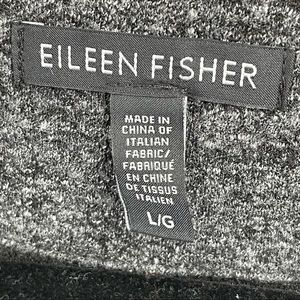 EILEEN FISHER
MADE IN
CHINA OF
ITALIAN
FABRIC/
FABRIQUÉ
EN CHINE
DE TISSUS
ITALIEN
L/G